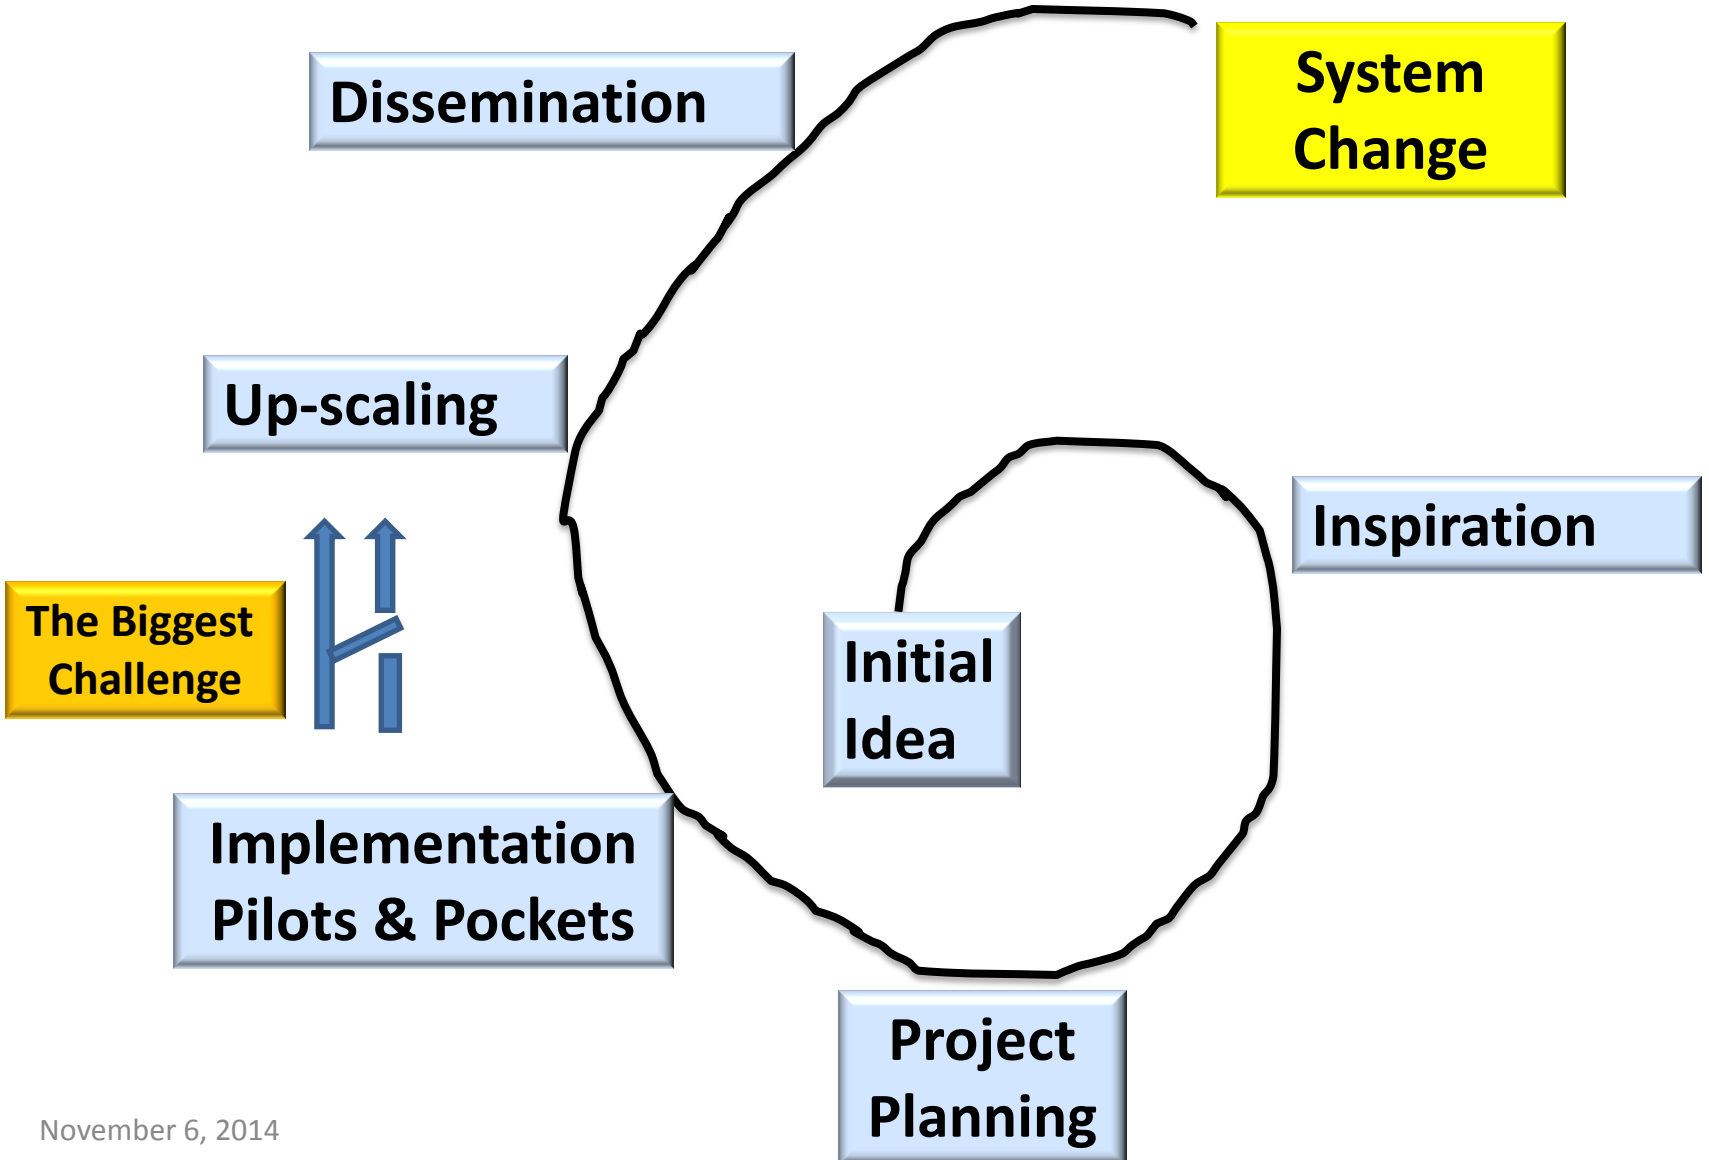 Dissemination
System
Change
Up-scaling
Inspiration
The Biggest
Challenge
Initial
Idea
Implementation
Pilots & Pockets
Project
Planning
November 6, 2014